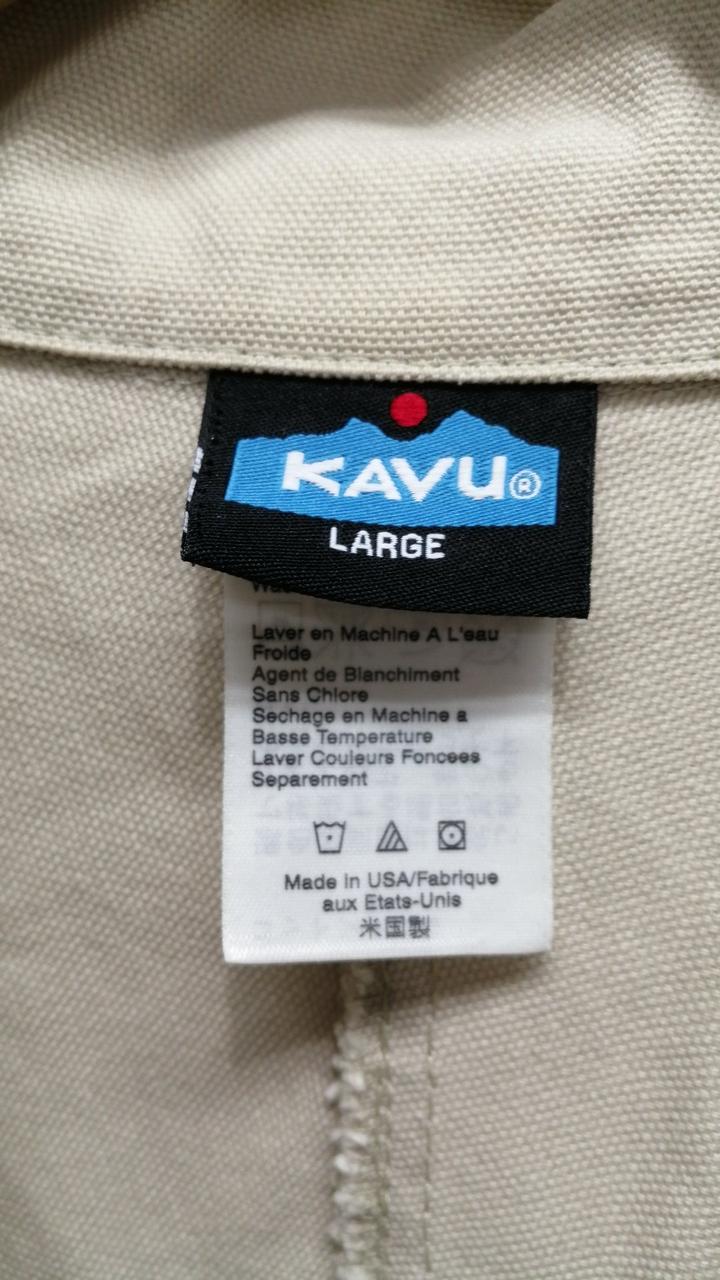 KAVU®
LARGE
Laver en Machine A L'eau
Froide
Agent de Blanchiment
Sans Chlore
Sechage en Machine a
Basse Temperature
Laver Couleurs Foncees
Separement
Made in USA/Fabrique
aux Etats-Unis
米国製